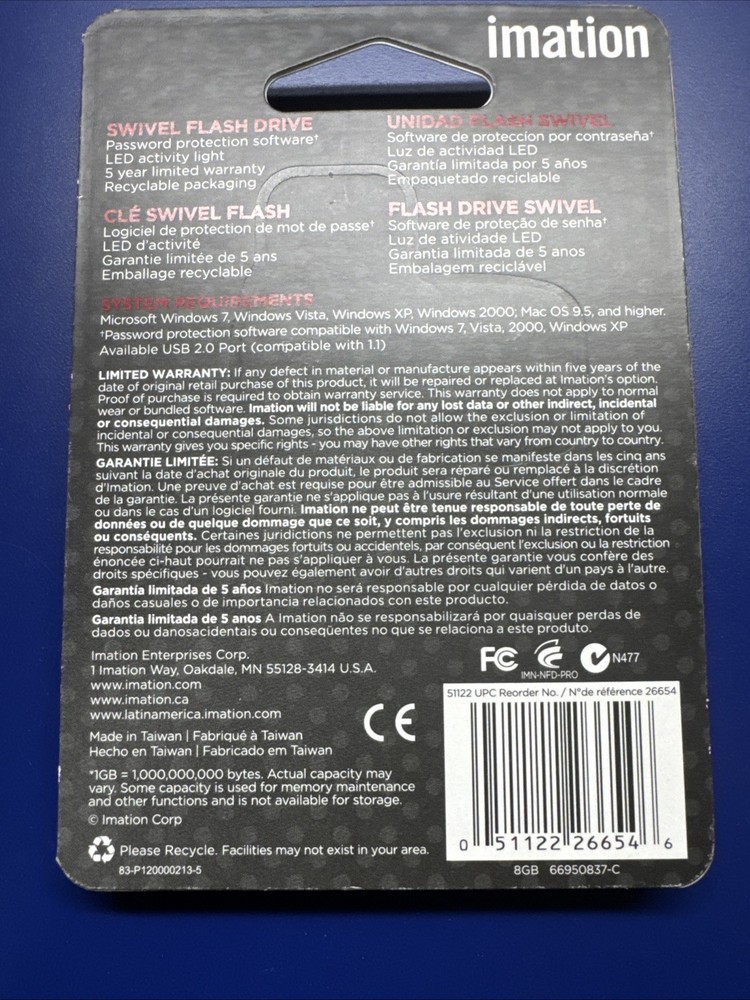 imation
SWIVEL FLASH DRIVE
Password protection software†
LED activity light
5 year limited warranty
Recyclable packaging
UNIDAD FLASH SWIVEL
Software de proteccion por contraseña†
Luz de actividad LED
Garantía limitada por 5 años
Empaquetado reciclable
CLÉ SWIVEL FLASH
Logiciel de protection de mot de passe†
LED d'activité
Garantie limitée de 5 ans
Emballage recyclable
FLASH DRIVE SWIVEL
Software de proteção de senha†
Luz de atividade LED
Garantia limitada de 5 anos
Embalagem reciclável
SYSTEM REQUIREMENTS
Microsoft Windows 7, Windows Vista, Windows XP, Windows 2000; Mac OS 9.5, and higher.
†Password protection software compatible with Windows 7, Vista, 2000, Windows XP
Available USB 2.0 Port (compatible with 1.1)
LIMITED WARRANTY: If any defect in material or manufacture appears within five years of the
date of original retail purchase of this product, it will be repaired or replaced at Imation's option.
Proof of purchase is required to obtain warranty service. This warranty does not apply to normal
wear or bundled software. Imation will not be liable for any lost data or other indirect, incidental
or consequential damages. Some jurisdictions do not allow the exclusion or limitation of
incidental or consequential damages, so the above limitation or exclusion may not apply to you.
This warranty gives you specific rights - you may have other rights that vary from country to country.
GARANTIE LIMITÉE: Si un défaut de matériaux ou de fabrication se manifeste dans les cinq ans
suivant la date d'achat originale du produit, le produit sera réparé ou remplacé à la discrétion
d'Imation. Une preuve d'achat est requise pour être admissible au Service offert dans le cadre
de la garantie. La présente garantie ne s'applique pas à l'usure résultant d'une utilisation normale
ou dans le cas d'un logiciel fourni. Imation ne peut être tenue responsable de toute perte de
données ou de quelque dommage que ce soit, y compris les dommages indirects, fortuits
ou conséquents. Certaines juridictions ne permettent pas l'exclusion ni la restriction de la
responsabilité pour les dommages fortuits ou accidentels, par conséquent l'exclusion ou la restriction
énoncée ci-haut pourrait ne pas s'appliquer à vous. La présente garantie vous confère des
droits spécifiques - vous pouvez également avoir d'autres droits qui varient d'un pays à l'autre.
Garantía limitada de 5 años Imation no será responsable por cualquier pérdida de datos o
daños casuales o de importancia relacionados con este producto.
Garantia limitada de 5 anos A Imation não se responsabilizará por quaisquer perdas de
dados ou danosacidentais ou conseqüentes no que se relaciona a este produto.
Imation Enterprises Corp.
1 Imation Way, Oakdale, MN 55128-3414 U.S.A.
www.imation.com
www.imation.ca
www.latinamerica.imation.com
Made in Taiwan | Fabriqué à Taiwan
Hecho en Taiwan | Fabricado em Taiwan
*1GB = 1,000,000,000 bytes. Actual capacity may
vary. Some capacity is used for memory maintenance
and other functions and is not available for storage.
© Imation Corp
Please Recycle. Facilities may not exist in your area.
83-P120000213-5
FC
CE
N477
IMN-NFD-PRO
51122 UPC Reorder No. / N°de référence 26654
0 51122 26654 6
8GB 66950837-C